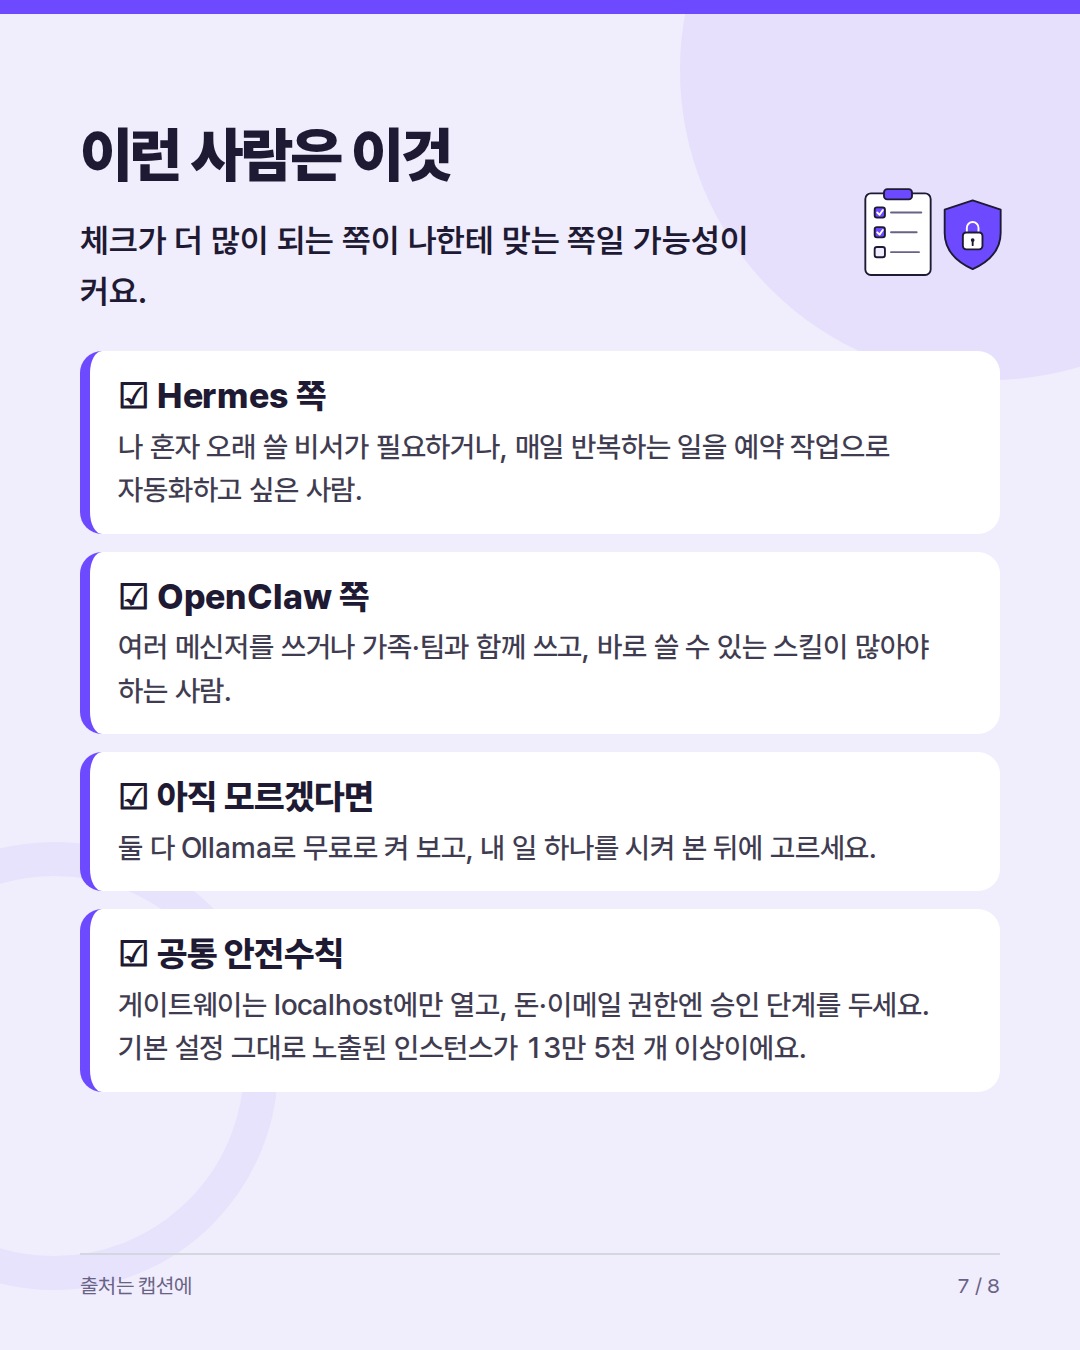 이런 사람은 이것
체크가 더 많이 되는 쪽이 나한테 맞는 쪽일 가능성이
커요.
☑ Hermes 쪽
나 혼자 오래 쓸 비서가 필요하거나, 매일 반복하는 일을 예약 작업으로
자동화하고 싶은 사람.
☑ OpenClaw 쪽
여러 메신저를 쓰거나 가족·팀과 함께 쓰고, 바로 쓸 수 있는 스킬이 많아야
하는 사람.
☑ 아직 모르겠다면
둘 다 Ollama로 무료로 켜 보고, 내 일 하나를 시켜 본 뒤에 고르세요.
☑ 공통 안전수칙
게이트웨이는 localhost에만 열고, 돈·이메일 권한엔 승인 단계를 두세요.
기본 설정 그대로 노출된 인스턴스가 13만 5천 개 이상이에요.
출처는 캡션에
7 / 8